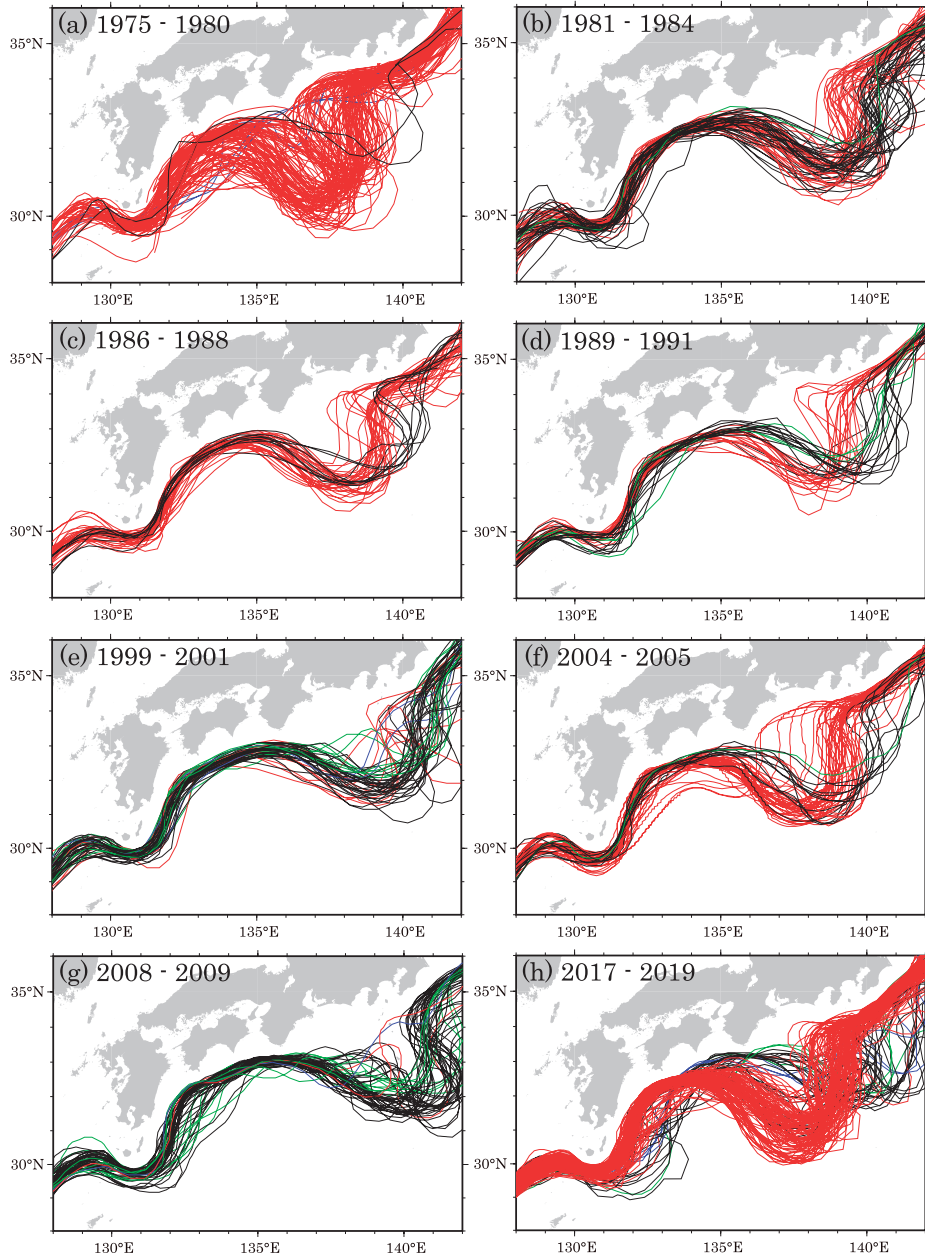 (a) 1975 - 1980
35°N
30°N
130°E 135°E 140°E
(b) 1981 - 1984
35°N
30°N
130°E 135°E 140°E
(c) 1986 - 1988
35°N
30°N
130°E 135°E 140°E
(d) 1989 - 1991
35°N
30°N
130°E 135°E 140°E
(e) 1999 - 2001
35°N
30°N
130°E 135°E 140°E
(f) 2004 - 2005
35°N
30°N
130°E 135°E 140°E
(g) 2008 - 2009
35°N
30°N
130°E 135°E 140°E
(h) 2017 - 2019
35°N
30°N
130°E 135°E 140°E